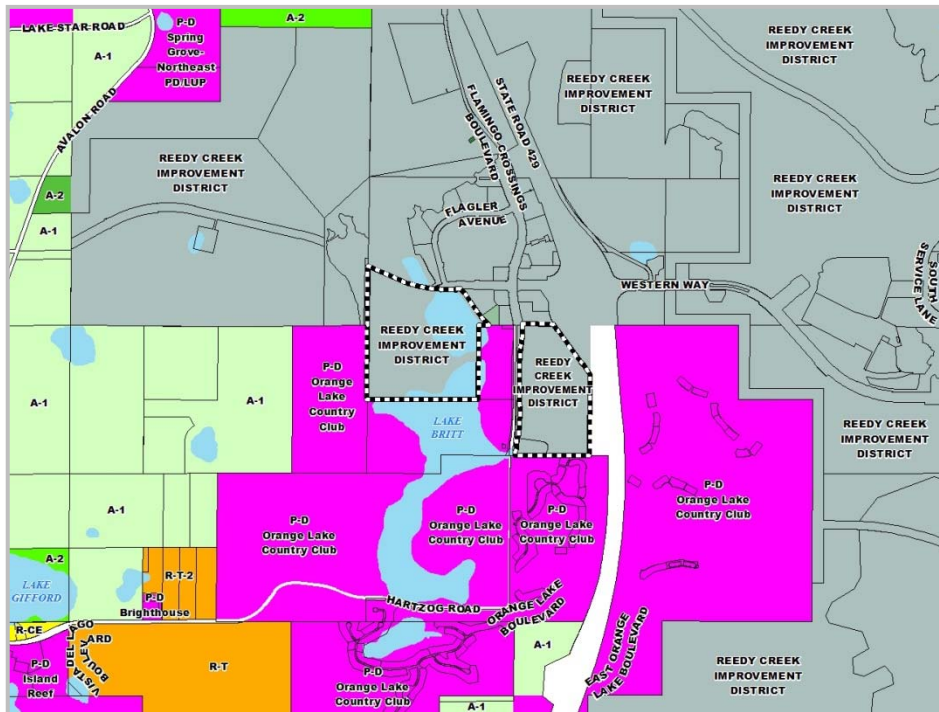 LAKE STAR ROAD
A-1
P-D
Spring
Grove-
Northeast
PD/LUP
A-2
REEDY CREEK
IMPROVEMENT
DISTRICT
REEDY CREEK
IMPROVEMENT
DISTRICT
AVALON ROAD
FLAMINGO CROSSINGS
BOULEVARD
STATE ROAD 429
REEDY CREEK
IMPROVEMENT
DISTRICT
REEDY CREEK
IMPROVEMENT
DISTRICT
A-2
A-1
FLAGLER
AVENUE
WESTERN WAY
SOUTH
SERVICE LANE
REEDY CREEK
IMPROVEMENT
DISTRICT
REEDY
CREEK
IMPROVEMENT
DISTRICT
P-D
Orange
Lake
Country
Club
A-1
A-1
LAKE
BRITT
REEDY CREEK
IMPROVEMENT
DISTRICT
P-D
Orange Lake
Country Club
A-1
P-D
Orange Lake
Country Club
P-D
Orange Lake
Country Club
P-D
Orange Lake
Country Club
A-2
LAKE
GIFFORD
R-T-2
P-D
Brighthouse
HARTZOG ROAD
ORANGE LAKE
BOULEVARD
R-CE
VISTA DEL LAGO
BOULEVARD
P-D
Island
Reef
R-T
P-D
Orange Lake
Country Club
A-1
EAST ORANGE
LAKE BOULEVARD
REEDY CREEK
IMPROVEMENT
DISTRICT
A-1